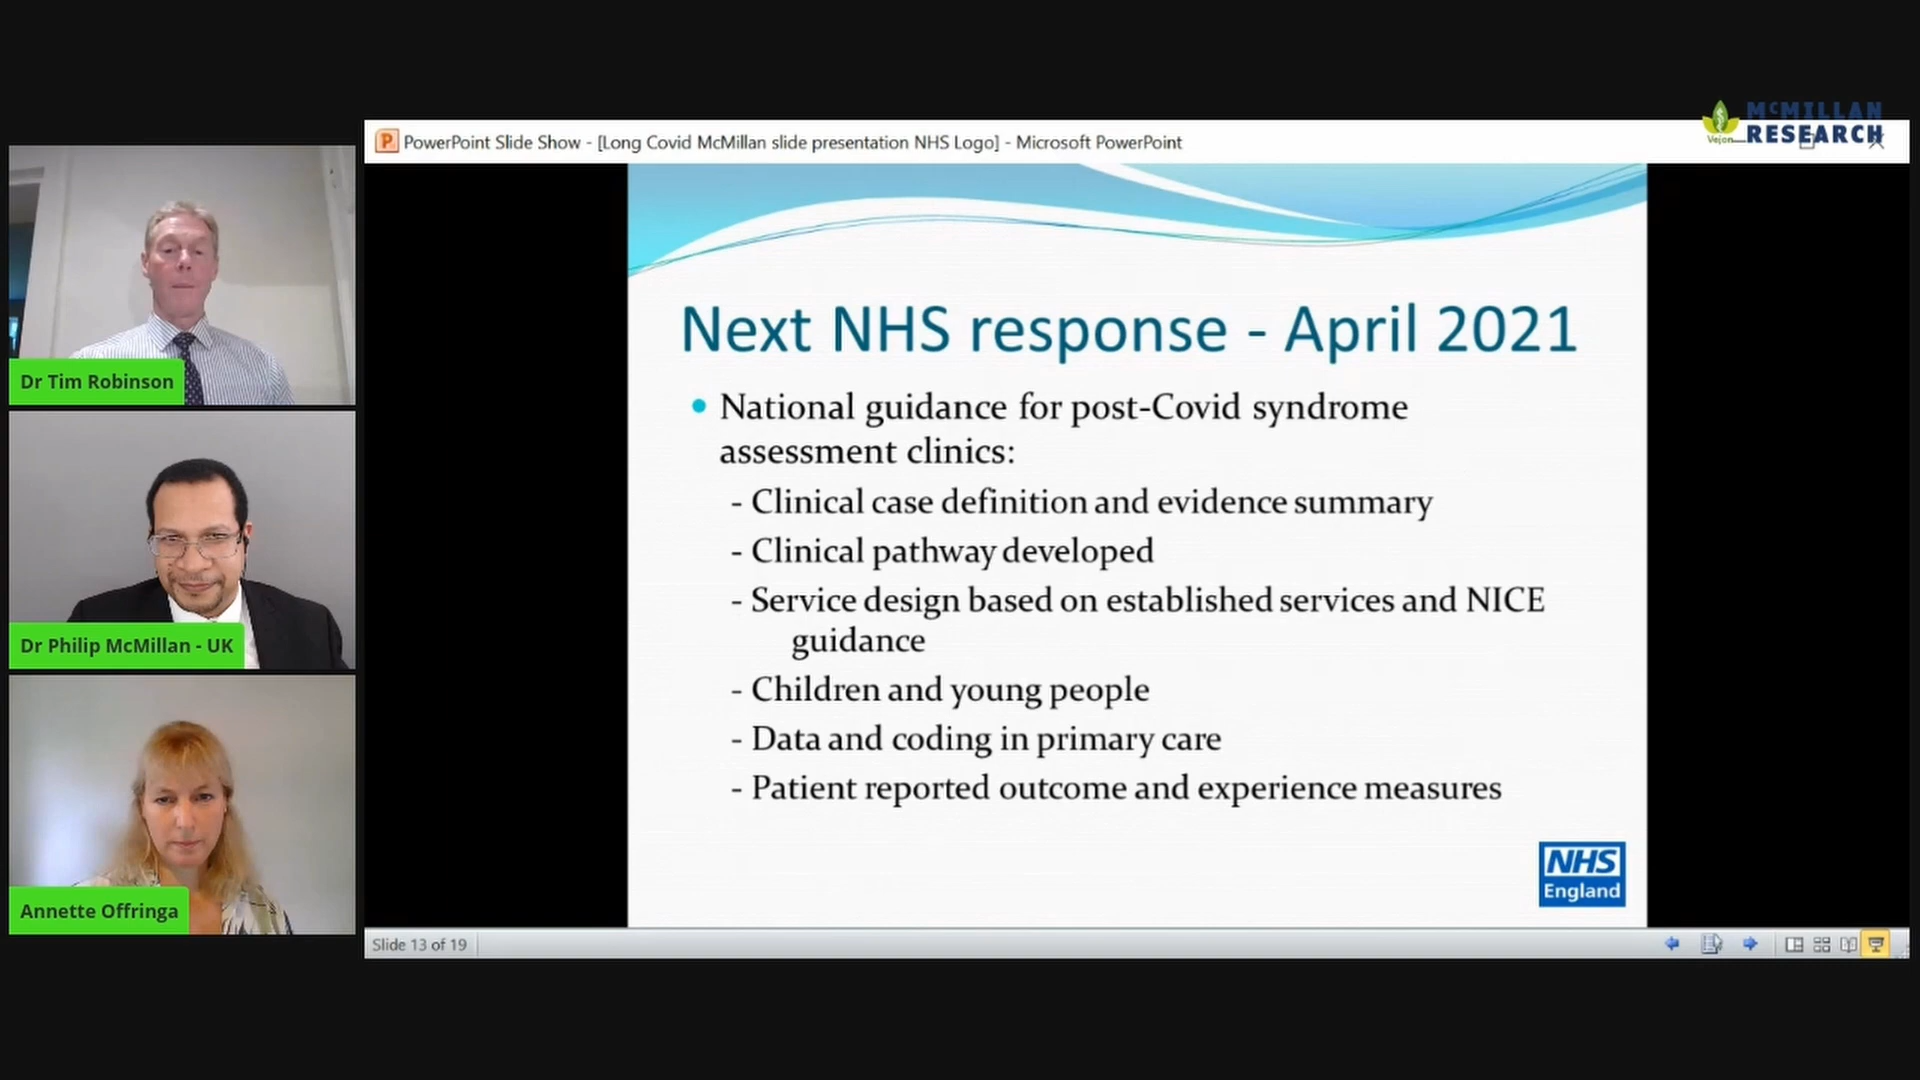 McMILLAN
RESEARCH
Vejon
PowerPoint Slide Show - [Long Covid McMillan slide presentation NHS Logo] - Microsoft PowerPoint
Dr Tim Robinson
Dr Philip McMillan - UK
Annette Offringa
Next NHS response - April 2021
• National guidance for post-Covid syndrome
assessment clinics:
- Clinical case definition and evidence summary
- Clinical pathway developed
- Service design based on established services and NICE
guidance
- Children and young people
- Data and coding in primary care
- Patient reported outcome and experience measures
NHS
England
Slide 13 of 19